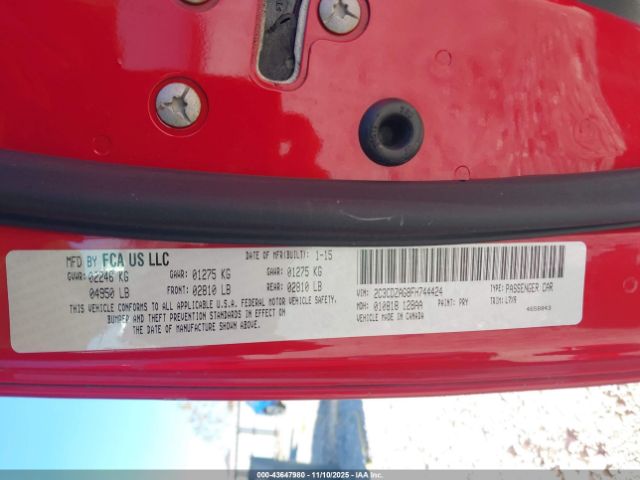 MFD BY FCA US LLC DATE OF MFR(BUILT): 1-15
GVWR: 02246 KG GAWR: 01275 KG GAWR: 01275 KG
04950 LB FRONT: 02810 LB REAR: 02810 LB
THIS VEHICLE CONFORMS TO ALL APPLICABLE U.S.A. FEDERAL MOTOR VEHICLE SAFETY,
BUMPER AND THEFT PREVENTION STANDARDS IN EFFECT ON
THE DATE OF MANUFACTURE SHOWN ABOVE.
VIN: 2C3CDZAG8FH744424 TYPE: PASSENGER CAR
MDH: 010818 128AA PAINT: PRY TRIM: L7X9
VEHICLE MADE IN CANADA 4658043
000-43647980 - 11/10/2025 - IAAI.COM